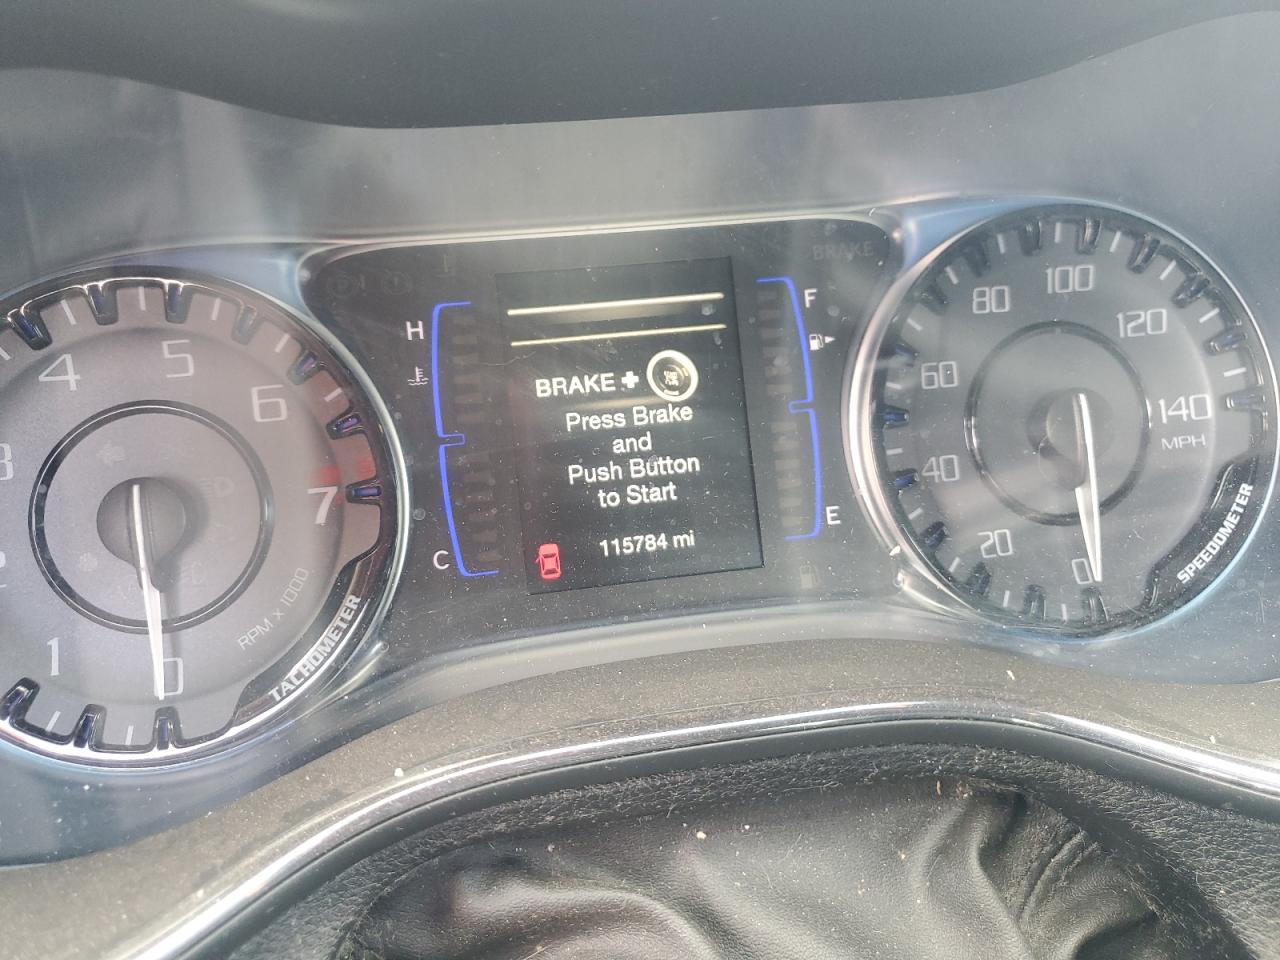 BRAKE
H
F
BRAKE +
Press Brake
and
Push Button
to Start
C
E
115784 mi
1
3
4
5
6
7
0
RPM x 1000
TACHOMETER
0
20
40
60
80
100
120
140
MPH
SPEEDOMETER